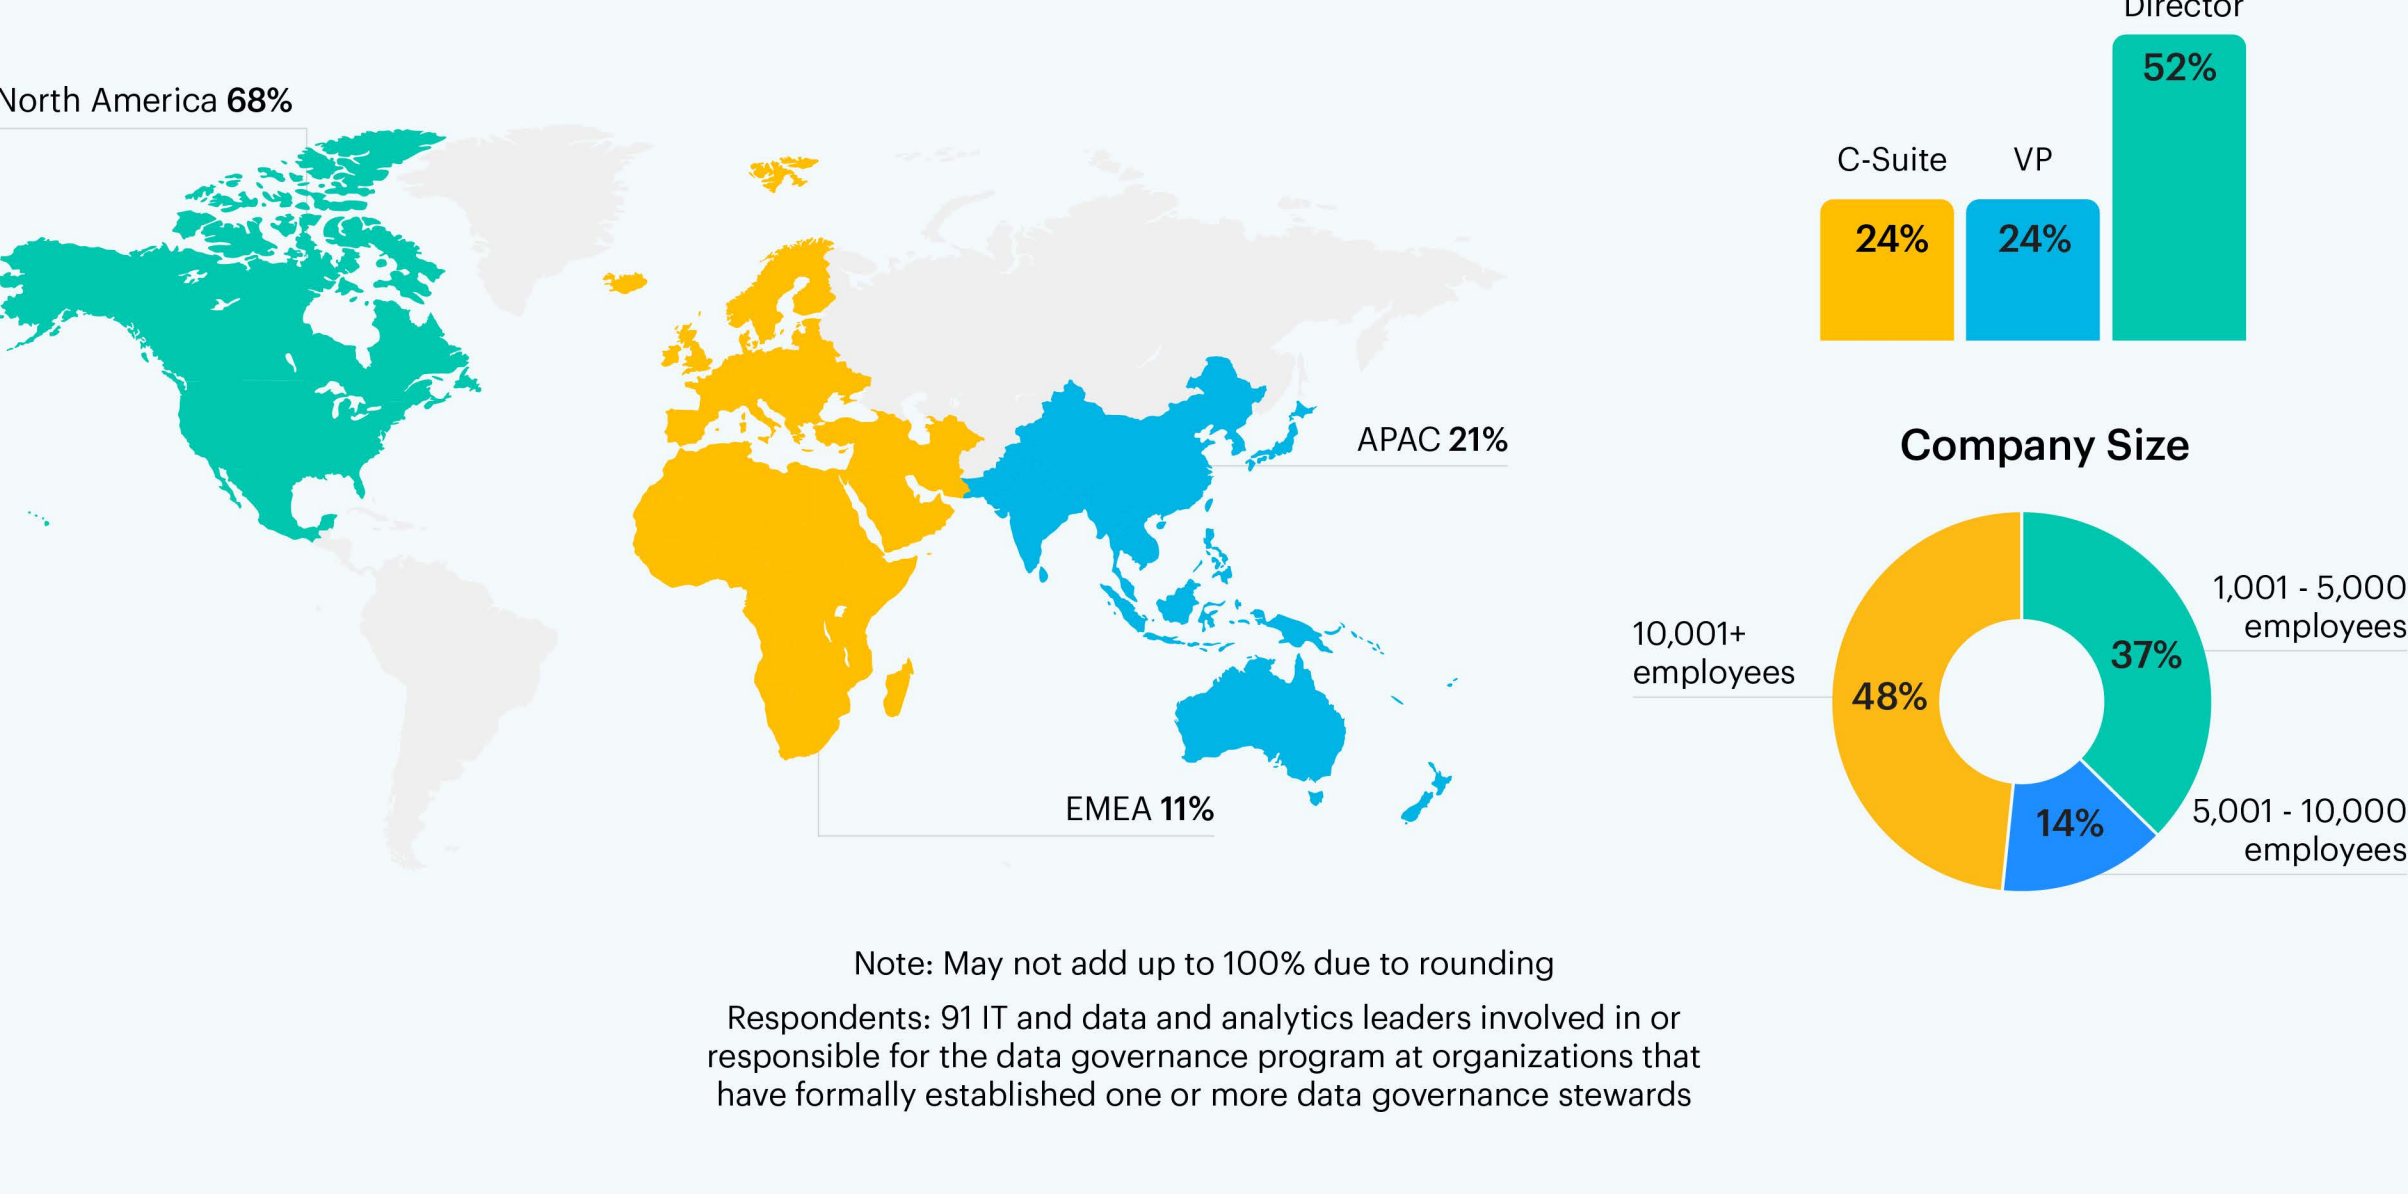 Director
52%
North America 68%
C-Suite
VP
24%
24%
APAC 21%
Company Size
1,001 - 5,000
employees
10,001+
employees
37%
48%
EMEA 11%
5,001 - 10,000
employees
14%
Note: May not add up to 100% due to rounding
Respondents: 91 IT and data and analytics leaders involved in or
responsible for the data governance program at organizations that
have formally established one or more data governance stewards